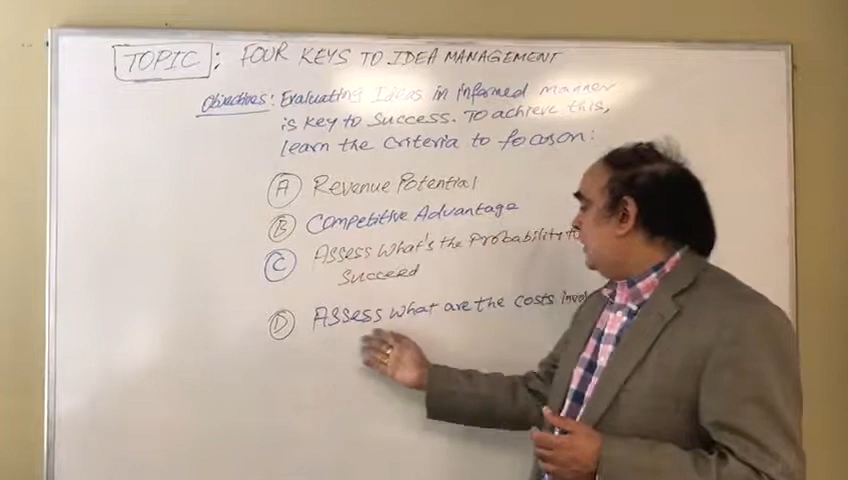 TOPIC : FOUR KEYS TO IDEA MANAGEMENT
Objectives: Evaluating Ideas in informed manner
is key to success. To achieve this,
learn the criteria to focus on:
A Revenue Potential
B Competitive Advantage
C Assess What's the Probability to
Succeed
D Assess What are the costs